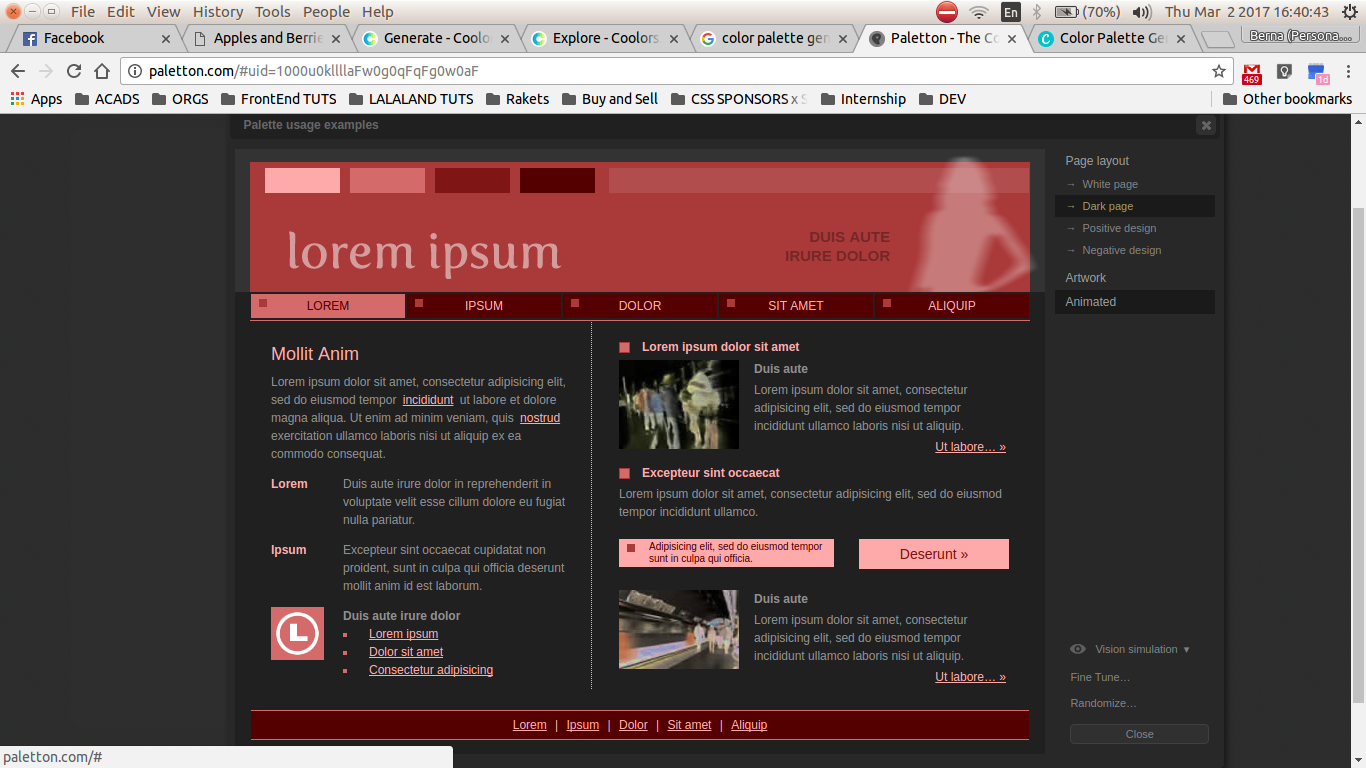 File Edit View History Tools People Help
En (70%) Thu Mar 2 2017 16:40:43
Facebook Apples and Berrie Generate - Coolo Explore - Coolors color palette gen Paletton - The Co Color Palette Ge Berna (Persona...
paletton.com/#uid=1000u0kllllaFw0g0qFqFg0w0aF
469 1d
Apps ACADS ORGS FrontEnd TUTS LALALAND TUTS Rakets Buy and Sell CSS SPONSORS x S Internship DEV Other bookmarks
Palette usage examples
lorem ipsum
DUIS AUTE
IRURE DOLOR
LOREM IPSUM DOLOR SIT AMET ALIQUIP
Mollit Anim
Lorem ipsum dolor sit amet, consectetur adipisicing elit,
sed do eiusmod tempor incididunt ut labore et dolore
magna aliqua. Ut enim ad minim veniam, quis nostrud
exercitation ullamco laboris nisi ut aliquip ex ea
commodo consequat.
Lorem
Duis aute irure dolor in reprehenderit in
voluptate velit esse cillum dolore eu fugiat
nulla pariatur.
Ipsum
Excepteur sint occaecat cupidatat non
proident, sunt in culpa qui officia deserunt
mollit anim id est laborum.
L
Duis aute irure dolor
Lorem ipsum
Dolor sit amet
Consectetur adipisicing
Lorem ipsum dolor sit amet
Duis aute
Lorem ipsum dolor sit amet, consectetur
adipisicing elit, sed do eiusmod tempor
incididunt ullamco laboris nisi ut aliquip.
Ut labore… »
Excepteur sint occaecat
Lorem ipsum dolor sit amet, consectetur adipisicing elit, sed do eiusmod
tempor incididunt ullamco.
Adipisicing elit, sed do eiusmod tempor
sunt in culpa qui officia.
Deserunt »
Duis aute
Lorem ipsum dolor sit amet, consectetur
adipisicing elit, sed do eiusmod tempor
incididunt ullamco laboris nisi ut aliquip.
Ut labore… »
Lorem | Ipsum | Dolor | Sit amet | Aliquip
Page layout
→ White page
→ Dark page
→ Positive design
→ Negative design
Artwork
Animated
Vision simulation ▾
Fine Tune…
Randomize…
Close
paletton.com/#